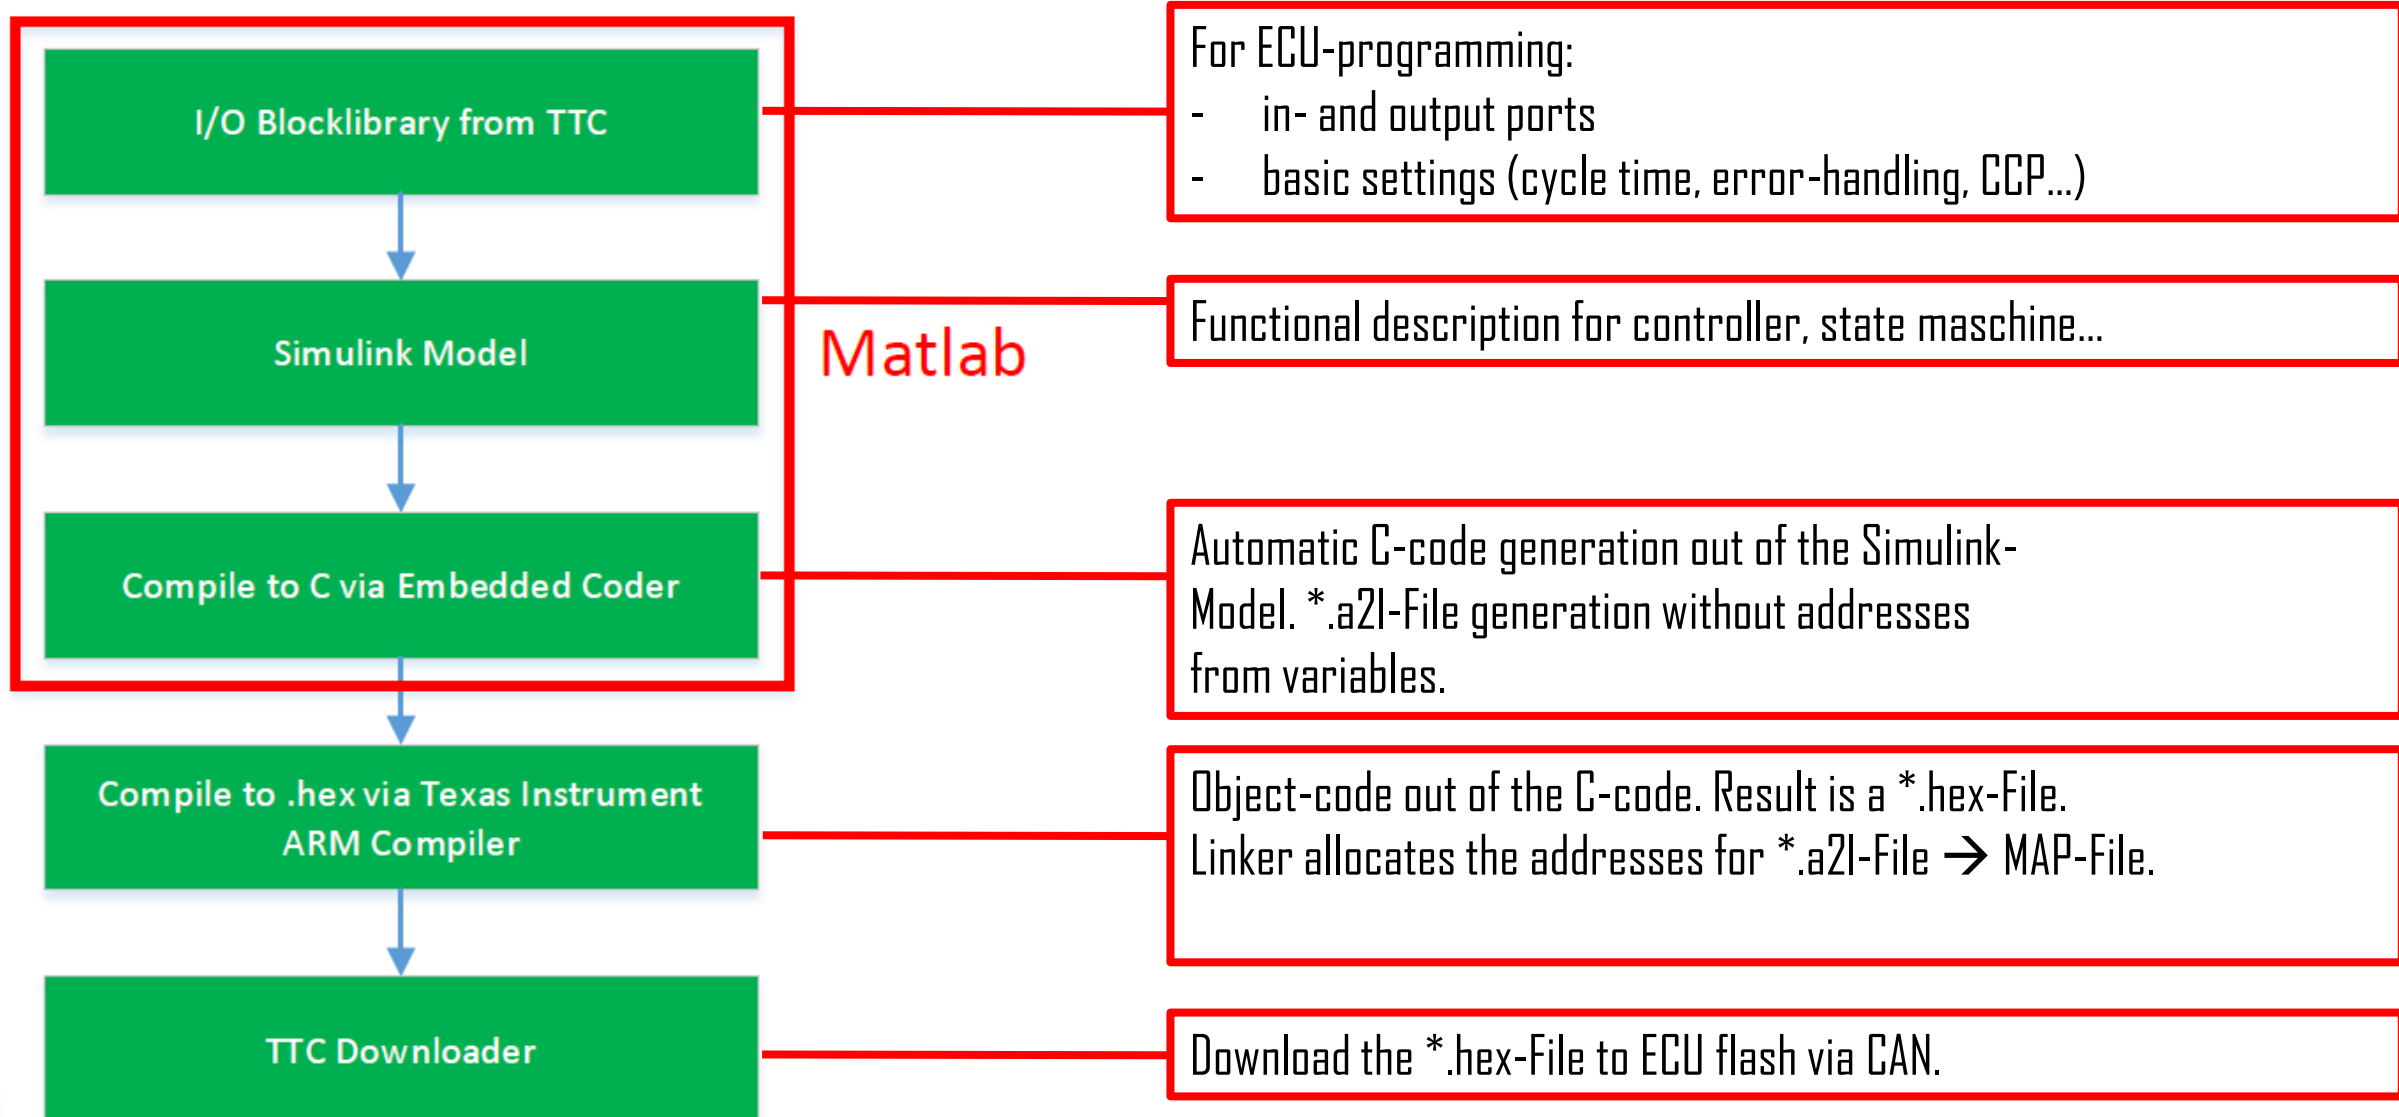 I/O Blocklibrary from TTC
For ECU-programming:
- in- and output ports
- basic settings (cycle time, error-handling, CCP...)
Simulink Model
Matlab
Functional description for controller, state maschine...
Compile to C via Embedded Coder
Automatic C-code generation out of the Simulink-
Model. *.a2l-File generation without addresses
from variables.
Compile to .hex via Texas Instrument
ARM Compiler
Object-code out of the C-code. Result is a *.hex-File.
Linker allocates the addresses for *.a2l-File → MAP-File.
TTC Downloader
Download the *.hex-File to ECU flash via CAN.